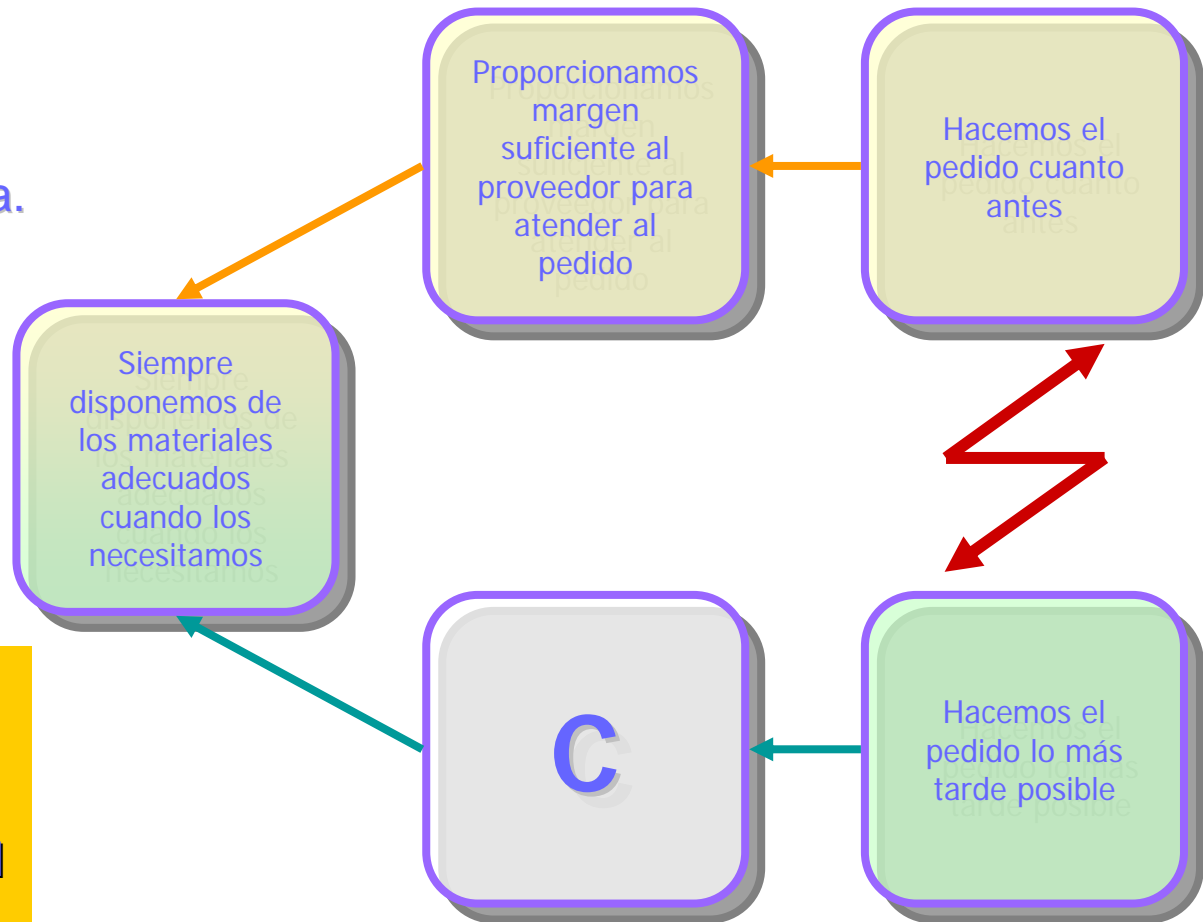 Proporcionamos
margen
suficiente al
proveedor para
atender al
pedido
Hacemos el
pedido cuanto
antes
a.
Siempre
disponemos de
los materiales
adecuados
cuando los
necesitamos
C
Hacemos el
pedido lo más
tarde posible